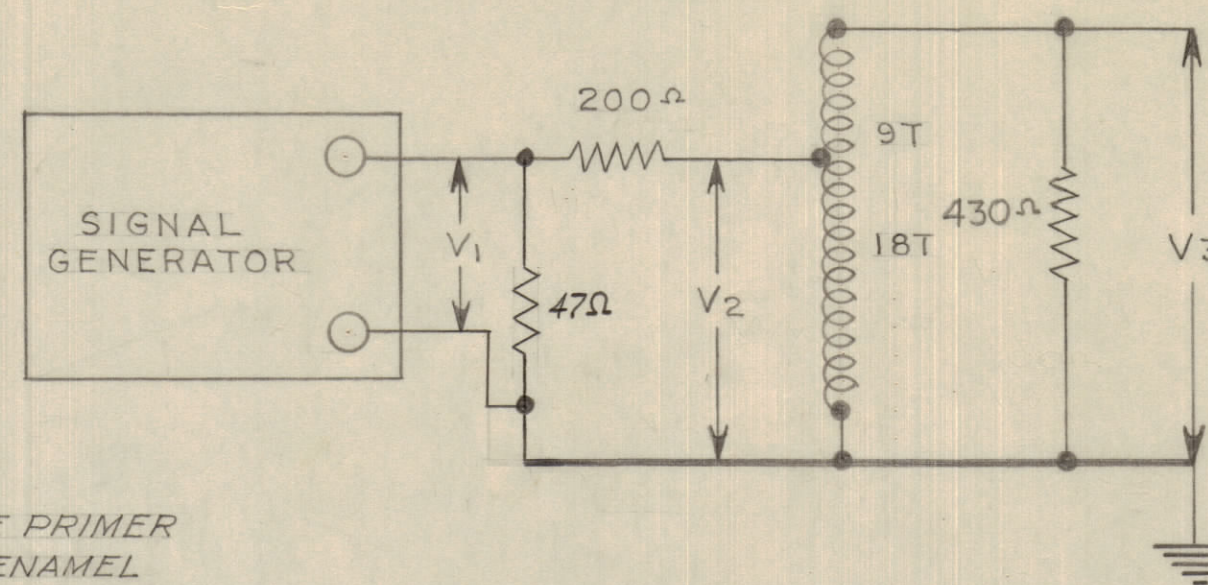 200Ω
9T
SIGNAL
GENERATOR
V1
47Ω
V2
18T
430Ω
V3
PRIMER
ENAMEL